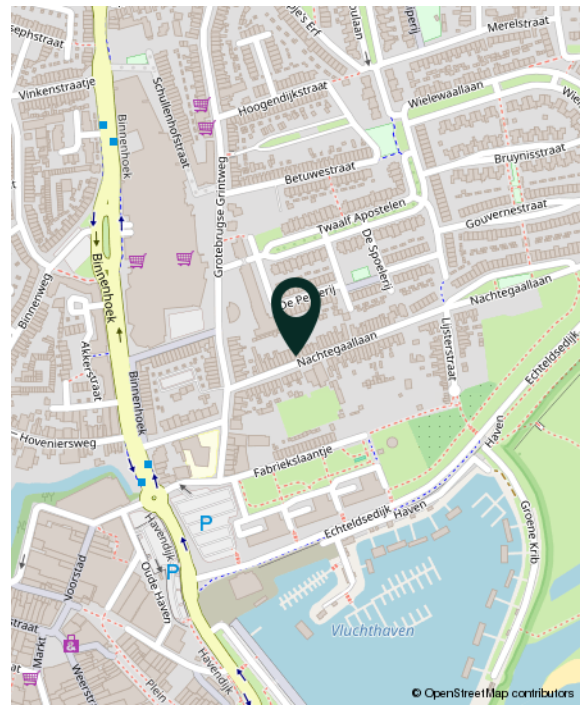 Merelstraat
Vinkenstraatje
Schullenhofstraat
Hoogendijkstraat
Wielewaallaan
Binnenhoek
Betuwestraat
Bruynisstraat
Grotebrugse Grintweg
Twaalf Apostelen
Gouvernestraat
De Spoelerij
Binnenhoek
Binnenweg
Nachtegaallaan
Nachtegaallaan
Lijsterstraat
Akkerstraat
Binnenhoek
Echteldsedijk
Hoveniersweg
Haven
Fabriekslaantje
P
Groene Krib
Echteldsedijk
Haven
Havendijk
Oude Haven
P
Voorstad
Vluchthaven
Markt
&
Weerstr
Plein
Havendijk
© OpenStreetMap contributors